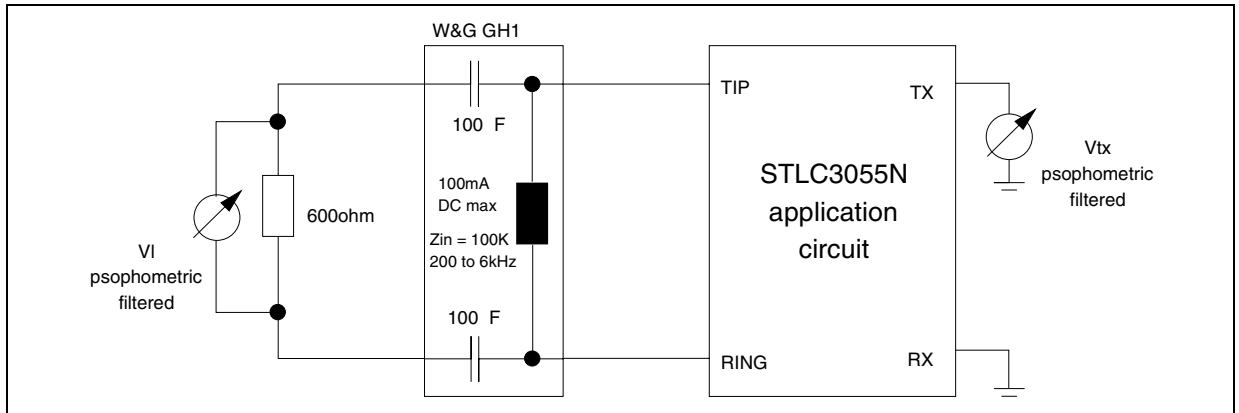 W&G GH1
TIP
TX
100 F
Vtx
psophometric
filtered
STLC3055N
application
circuit
100mA
DC max
Zin = 100K
200 to 6kHz
600ohm
Vl
psophometric
filtered
100 F
RING
RX